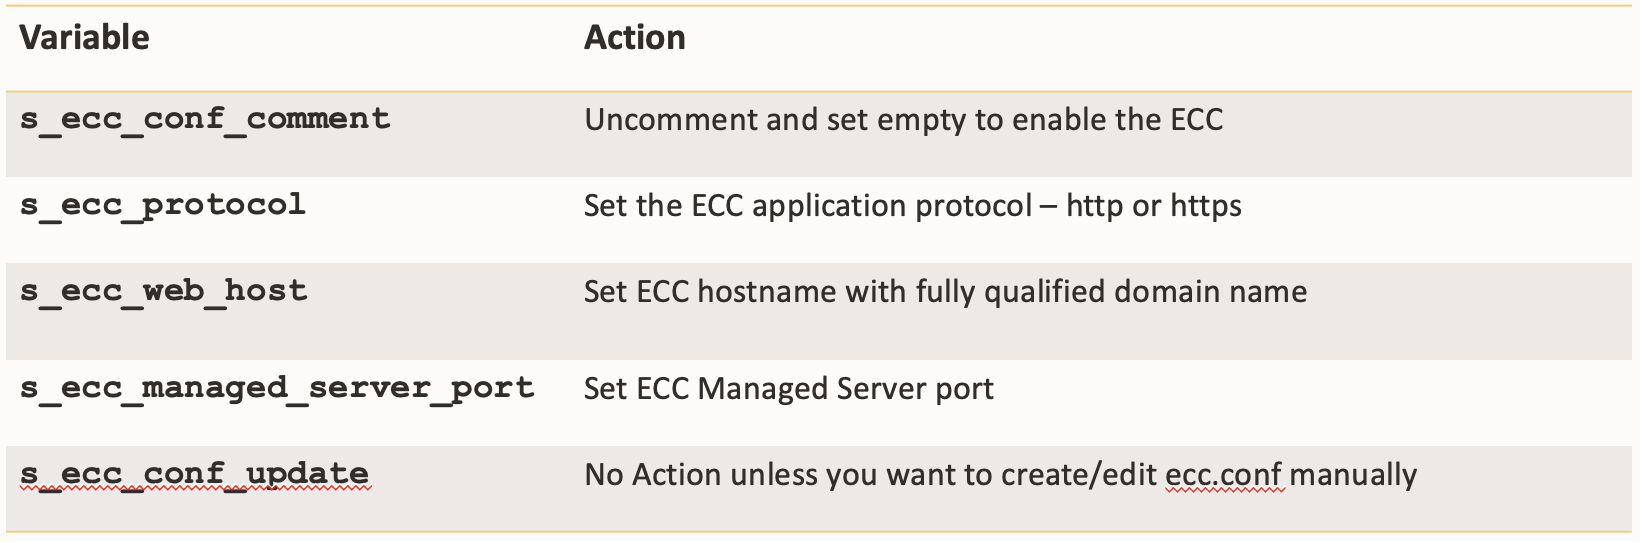 Variable Action
s_ecc_conf_comment Uncomment and set empty to enable the ECC
s_ecc_protocol Set the ECC application protocol – http or https
s_ecc_web_host Set ECC hostname with fully qualified domain name
s_ecc_managed_server_port Set ECC Managed Server port
s_ecc_conf_update No Action unless you want to create/edit ecc.conf manually